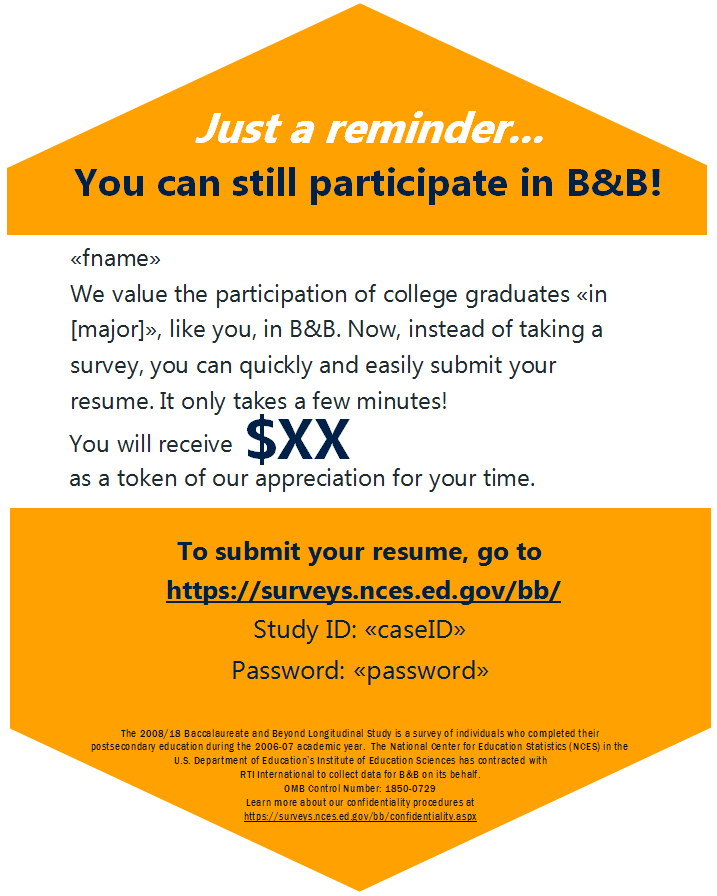 Just a reminder...
You can still participate in B&B!
«fname»
We value the participation of college graduates «in
[major]», like you, in B&B. Now, instead of taking a
survey, you can quickly and easily submit your
resume. It only takes a few minutes!
You will receive $XX
as a token of our appreciation for your time.
To submit your resume, go to
https://surveys.nces.ed.gov/bb/
Study ID: «caseID»
Password: «password»
The 2008/18 Baccalaureate and Beyond Longitudinal Study is a survey of individuals who completed their
postsecondary education during the 2006-07 academic year. The National Center for Education Statistics (NCES) in the
U.S. Department of Education's Institute of Education Sciences has contracted with
RTI International to collect data for B&B on its behalf.
OMB Control Number: 1850-0729
Learn more about our confidentiality procedures at
https://surveys.nces.ed.gov/bb/confidentiality.aspx